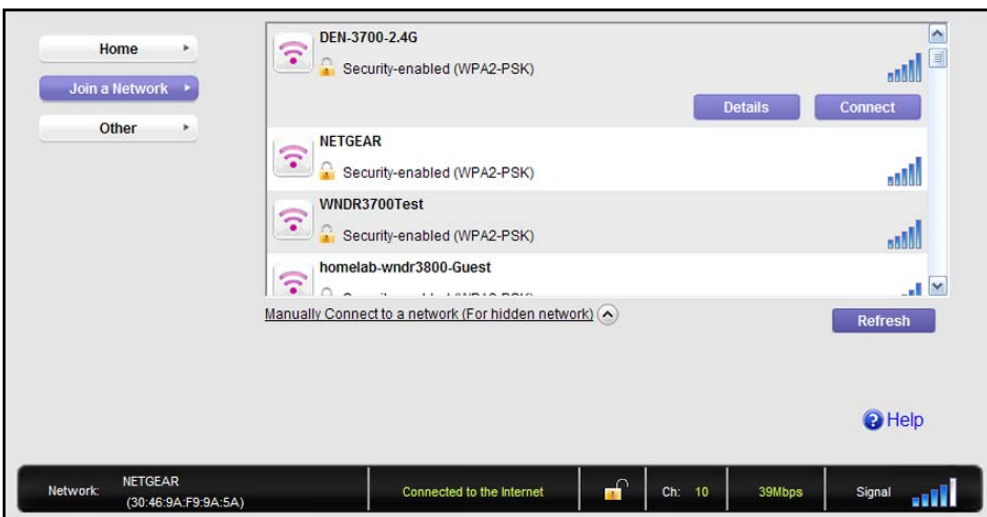 Home
Join a Network
Other
DEN-3700-2.4G
Security-enabled (WPA2-PSK)
Details
Connect
NETGEAR
Security-enabled (WPA2-PSK)
WNDR3700Test
Security-enabled (WPA2-PSK)
homelab-wndr3800-Guest
Manually Connect to a network (For hidden network)
Refresh
Help
Network: NETGEAR
(30:46:9A:F9:9A:5A)
Connected to the Internet
Ch: 10
39Mbps
Signal